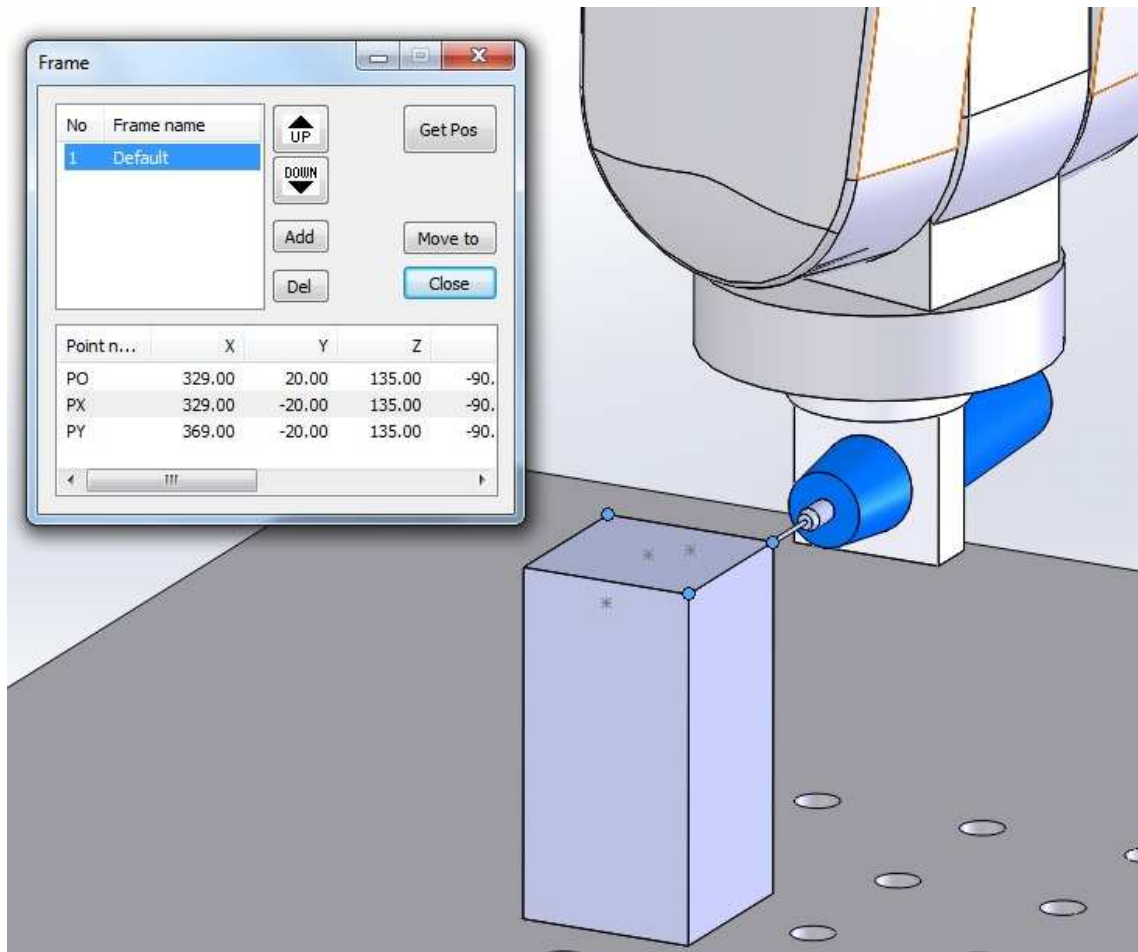 Frame
No Frame name
1 Default
UP
DOWN
Add
Del
Get Pos
Move to
Close
Point n... X Y Z
PO 329.00 20.00 135.00 -90.
PX 329.00 -20.00 135.00 -90.
PY 369.00 -20.00 135.00 -90.